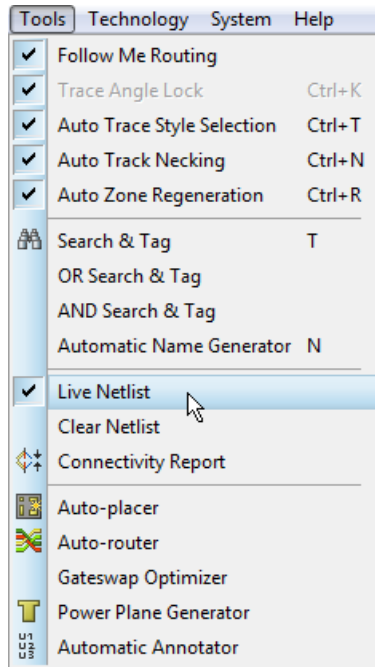 Tools Technology System Help
Follow Me Routing
Trace Angle Lock Ctrl+K
Auto Trace Style Selection Ctrl+T
Auto Track Necking Ctrl+N
Auto Zone Regeneration Ctrl+R
Search & Tag T
OR Search & Tag
AND Search & Tag
Automatic Name Generator N
Live Netlist
Clear Netlist
Connectivity Report
Auto-placer
Auto-router
Gateswap Optimizer
Power Plane Generator
U1
U2
U3
Automatic Annotator